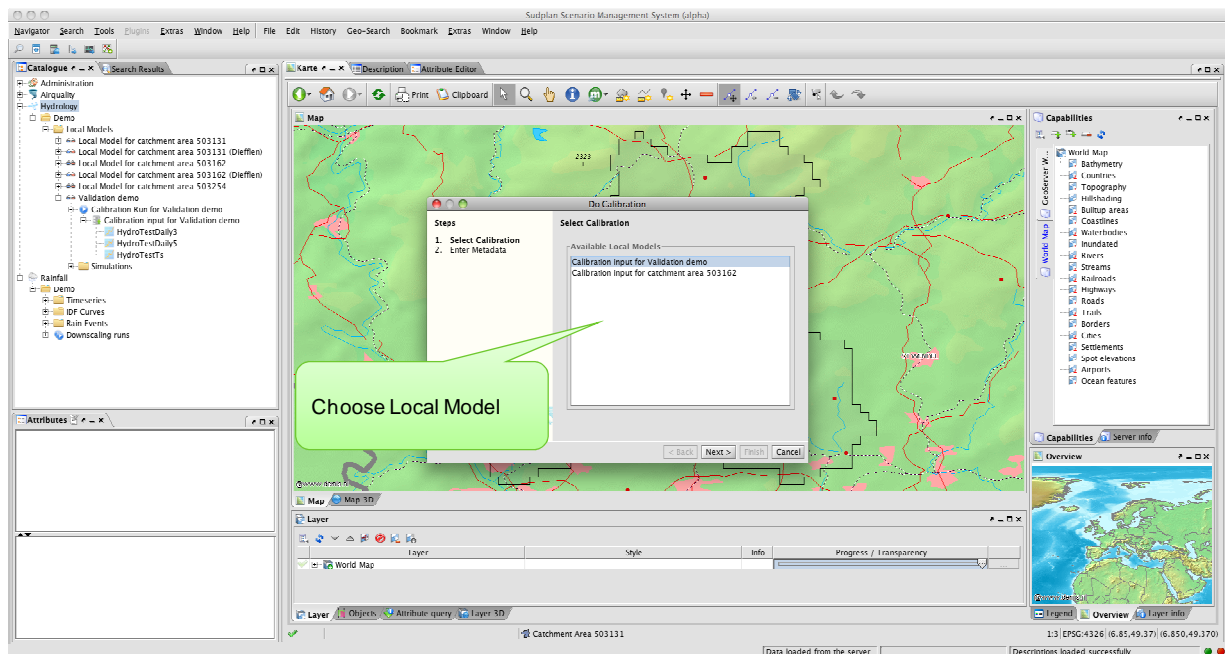 Sudplan Scenario Management System (alpha)
Navigator Search Tools Plugins Extras Window Help File Edit History Geo-Search Bookmark Extras Window Help
Catalogue
Search Results
Administration
Airquality
Hydrology
Demo
Local Models
Local Model for catchment area 503131
Local Model for catchment area 503131 (Diefflen)
Local Model for catchment area 503162
Local Model for catchment area 503162 (Diefflen)
Local Model for catchment area 503254
Validation demo
Calibration Run for Validation demo
Calibration input for Validation demo
HydroTestDaily3
HydroTestDaily5
HydroTestTs
Simulations
Rainfall
Demo
Timeseries
IDF Curves
Rain Events
Downscaling runs
Attributes
Karte
Description
Attribute Editor
Print
Clipboard
Map
2323
Do Calibration
Steps
1. Select Calibration
2. Enter Metadata
Select Calibration
Available Local Models
Calibration input for Validation demo
Calibration input for catchment area 503162
< Back
Next >
Finish
Cancel
Choose Local Model
Map
Map 3D
Layer
Layer Style Info Progress / Transparency
World Map
Layer
Objects
Attribute query
Layer 3D
Catchment Area 503131
Capabilities
GeoServer W...
World Map
World Map
Bathymetry
Countries
Topography
Hillshading
Builtup areas
Coastlines
Waterbodies
Inundated
Rivers
Streams
Railroads
Highways
Roads
Trails
Borders
Cities
Settlements
Spot elevations
Airports
Ocean features
Capabilities
Server info
Overview
Legend
Overview
Layer info
1:3 EPSG:4326 (6.85,49.37) (6.850,49.370)
Data loaded from the server
Descriptions loaded successfully